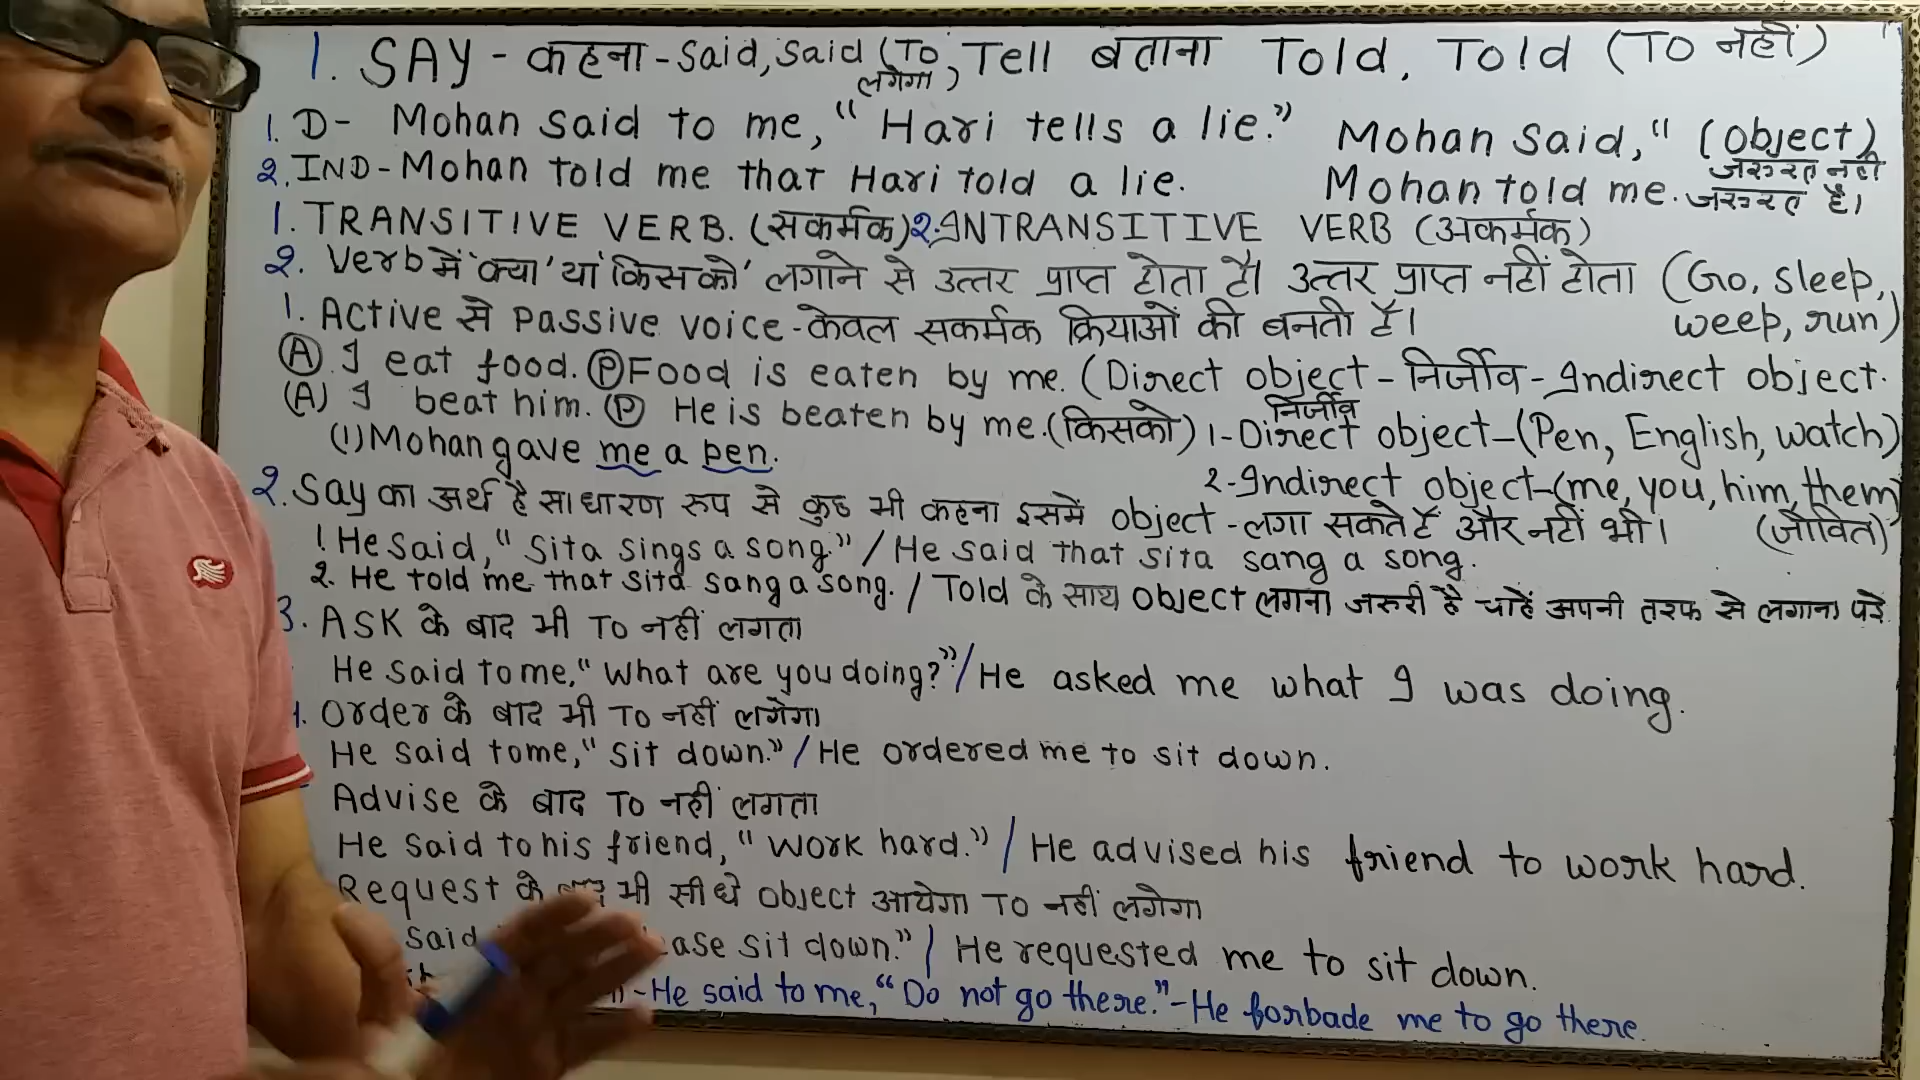 1. SAY - कहना - Said, Said (To लगेगा), Tell बताना Told, Told (TO नहीं)
1. D- Mohan said to me, "Hari tells a lie." Mohan said, " (object) जरूरत नहीं
2. IND - Mohan told me that Hari told a lie. Mohan told me. जरूरत है।
1. TRANSITIVE VERB. (सकर्मक) 2. INTRANSITIVE VERB (अकर्मक)
2. Verb में 'क्या' या 'किसको' लगाने से उत्तर प्राप्त होता है। उत्तर प्राप्त नहीं होता (Go, sleep, weep, run)
1. Active से passive voice - केवल सकर्मक क्रियाओं की बनती है।
(A) I eat food. (P) Food is eaten by me. (Direct object - निर्जीव - Indirect object.
(A) I beat him. (P) He is beaten by me. (किसको) 1- Direct object - (Pen, English, watch) निर्जीव
(1) Mohan gave me a pen.
2 - Indirect object - (me, you, him, them) (जीवित)
2. Say का अर्थ है साधारण रूप से कुछ भी कहना इसमें object - लगा सकते हैं और नहीं भी।
1. He said, "Sita sings a song" / He said that sita sang a song.
2. He told me that sita sang a song. / Told के साथ object लगना जरूरी है चाहें अपनी तरफ से लगाना पड़े
3. ASK के बाद भी TO नहीं लगता
He said to me, "What are you doing?" / He asked me what I was doing.
Order के बाद भी TO नहीं लगेगा
He said to me, "Sit down." / He ordered me to sit down.
Advise के बाद TO नहीं लगता
He said to his friend, "Work hard." / He advised his friend to work hard.
Request के बाद भी सीधे object आयेगा TO नहीं लगेगा
said sit down." / He requested me to sit down.
- He said to me, "Do not go there." - He forbade me to go there.